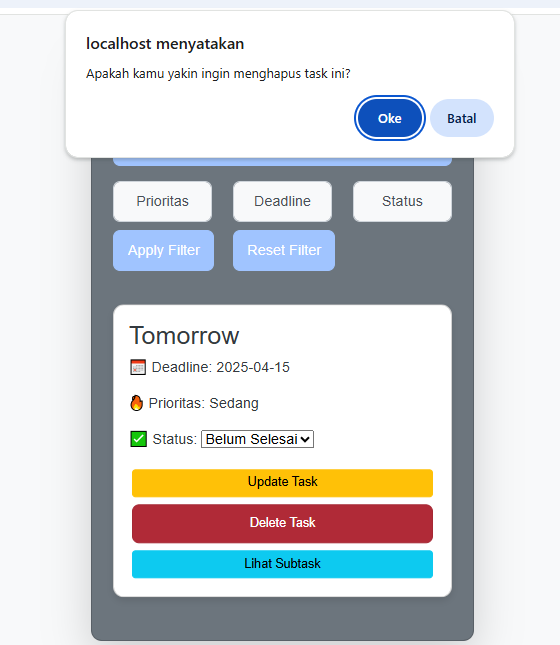 localhost menyatakan
Apakah kamu yakin ingin menghapus task ini?
Oke Batal
Prioritas Deadline Status
Apply Filter Reset Filter
Tomorrow
Deadline: 2025-04-15
Prioritas: Sedang
Status: Belum Selesai
Update Task
Delete Task
Lihat Subtask